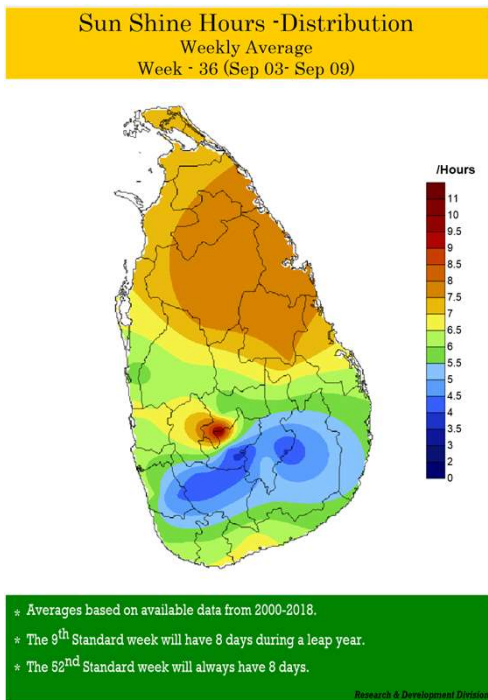 Sun Shine Hours -Distribution
Weekly Average
Week - 36 (Sep 03- Sep 09)
/Hours
11
10
9.5
9
8.5
8
7.5
7
6.5
6
5.5
5
4.5
4
3.5
3
2
0
* Averages based on available data from 2000-2018.
* The 9th Standard week will have 8 days during a leap year.
* The 52nd Standard week will always have 8 days.
Research & Development Division